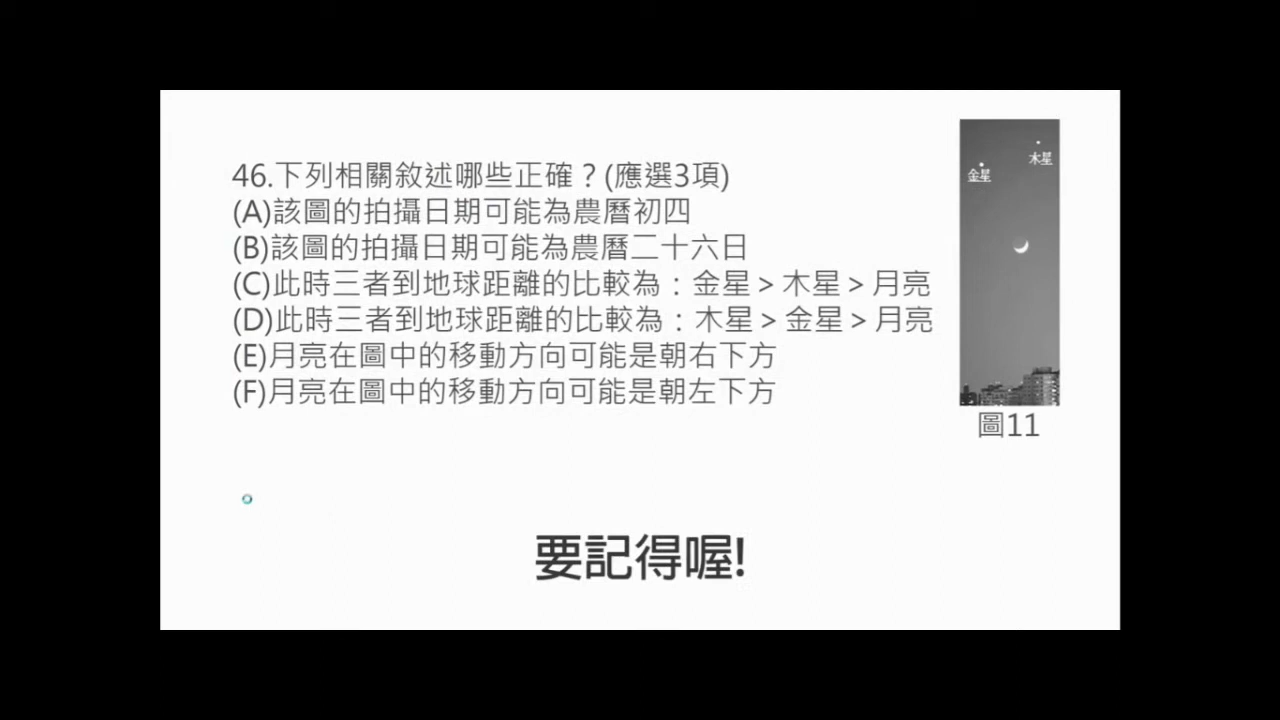 46.下列相關敘述哪些正確？(應選3項)
(A)該圖的拍攝日期可能為農曆初四
(B)該圖的拍攝日期可能為農曆二十六日
(C)此時三者到地球距離的比較為：金星＞木星＞月亮
(D)此時三者到地球距離的比較為：木星＞金星＞月亮
(E)月亮在圖中的移動方向可能是朝右下方
(F)月亮在圖中的移動方向可能是朝左下方
木星
金星
圖11
要記得喔!